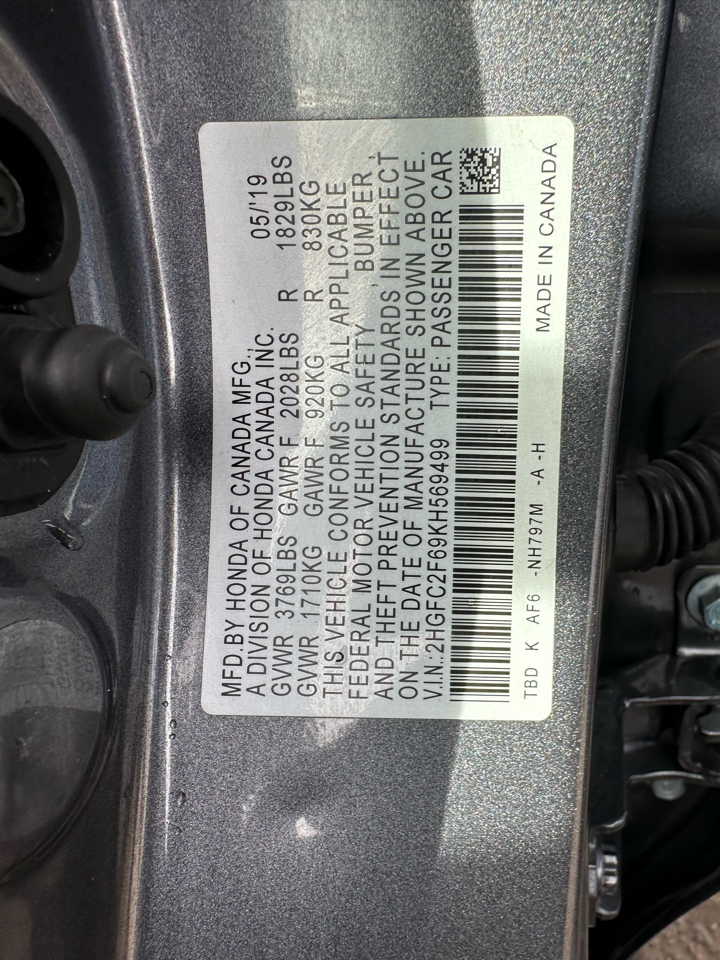 MFD.BY HONDA OF CANADA MFG.,
A DIVISION OF HONDA CANADA INC. 05/'19
GVWR 3769LBS GAWR F 2028LBS R 1829LBS
GVWR 1710KG GAWR F 920KG R 830KG
THIS VEHICLE CONFORMS TO ALL APPLICABLE
FEDERAL MOTOR VEHICLE SAFETY , BUMPER ,
AND THEFT PREVENTION STANDARDS IN EFFECT
ON THE DATE OF MANUFACTURE SHOWN ABOVE.
V.I.N.:2HGFC2F69KH569499 TYPE: PASSENGER CAR
TBD K AF6 -NH797M -A -H MADE IN CANADA